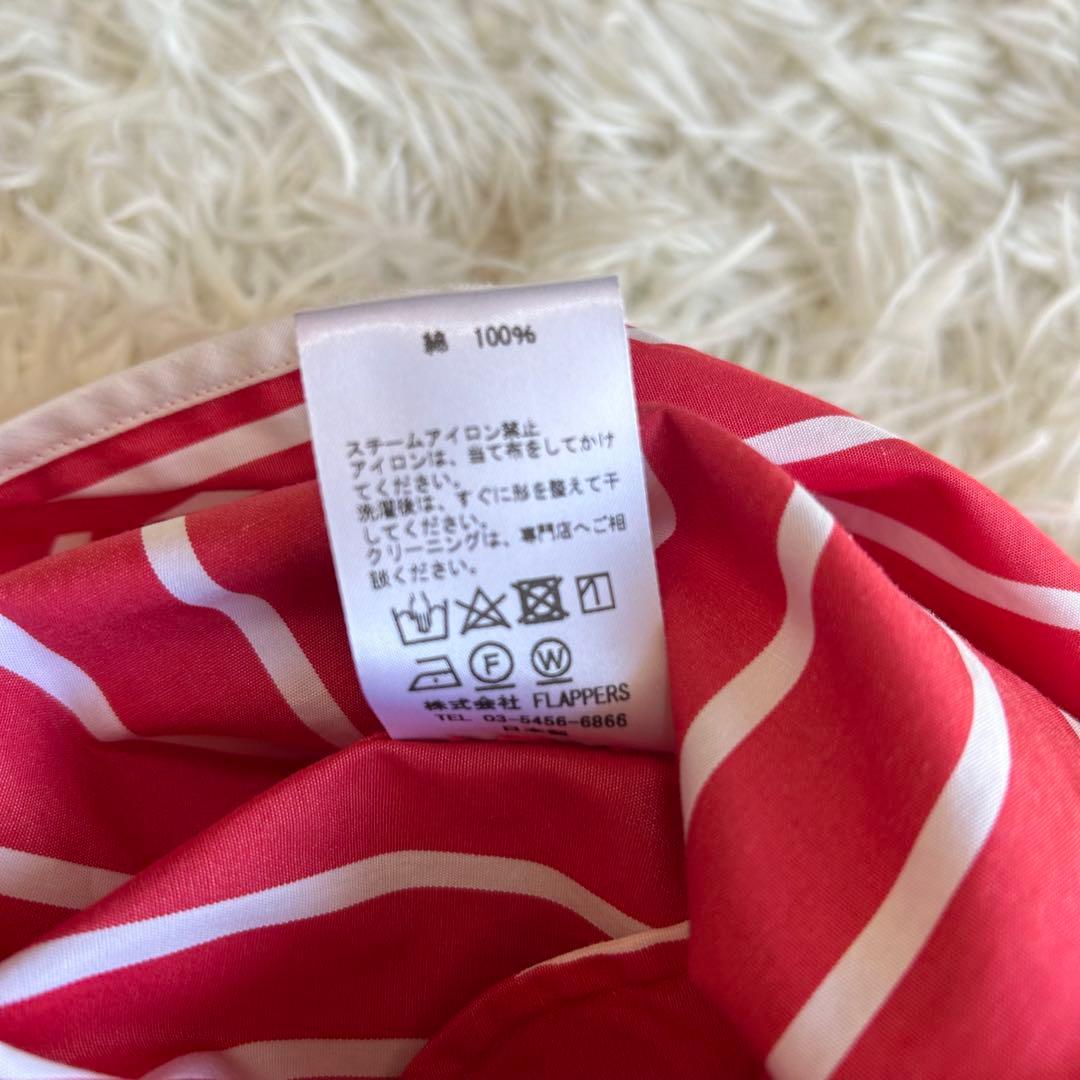 綿 100%
スチームアイロン禁止
アイロンは、当て布をしてかけ
てください。
洗濯後は、すぐに形を整えて干
してください。
クリーニングは、専門店へご相
談ください。
F W
株式会社 FLAPPERS
TEL 03-5456-6866
日本製